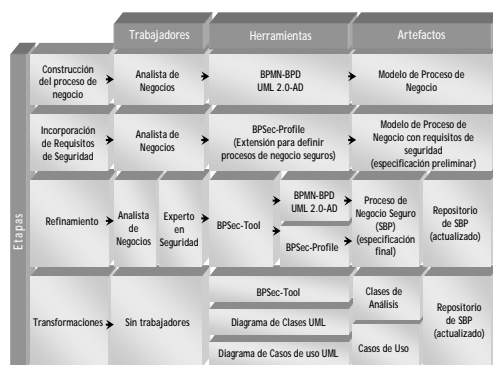 Trabajadores
Herramientas
Artefactos
Etapas
Construcción
del proceso de
negocio
Analista de
Negocios
BPMN-BPD
UML 2.0-AD
Modelo de Proceso de
Negocio
Incorporación
de Requisitos
de Seguridad
Analista de
Negocios
BPSec-Profile
(Extensión para definir
procesos de negocio seguros)
Modelo de Proceso de
Negocio con requisitos de
seguridad
(especificación preliminar)
Refinamiento
Analista
de
Negocios
Experto
en
Seguridad
BPSec-Tool
BPMN-BPD
UML 2.0-AD
BPSec-Profile
Proceso de
Negocio Seguro
(SBP)
(especificación
final)
Repositorio
de SBP
(actualizado)
Transformaciones
Sin trabajadores
BPSec-Tool
Diagrama de Clases UML
Diagrama de Casos de uso UML
Clases de
Análisis
Casos de Uso
Repositorio
de SBP
(actualizado)